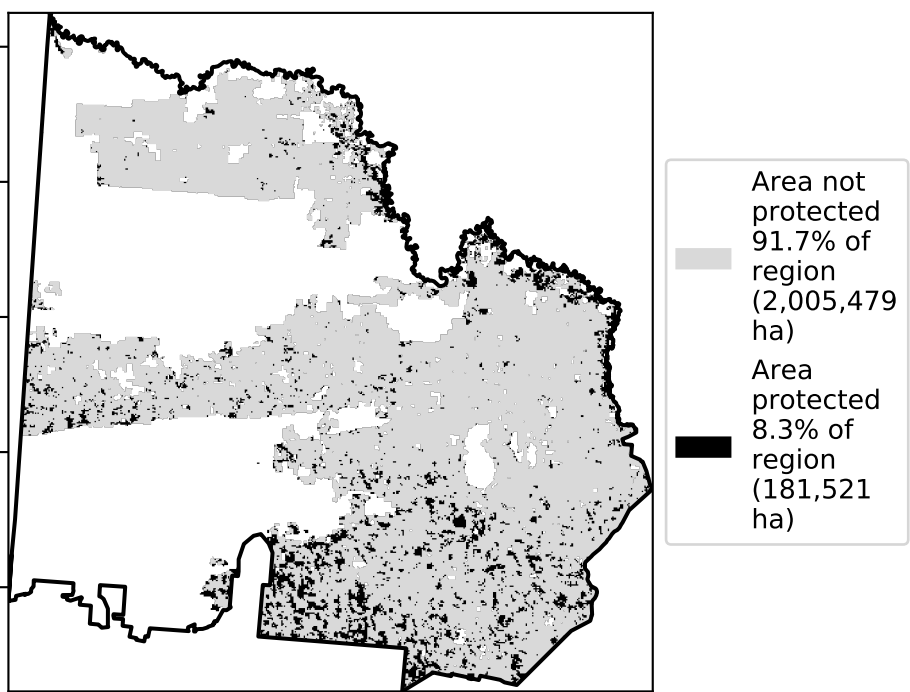 Area not
protected
91.7% of
region
(2,005,479
ha)
Area
protected
8.3% of
region
(181,521
ha)